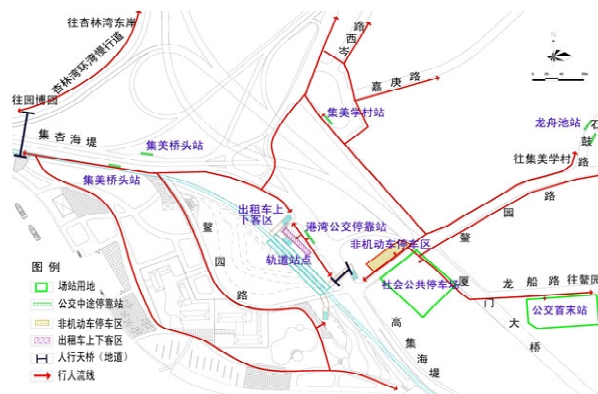 往杏林湾东岸
杏林湾环湾慢行道
往园博园
集杏海堤
集美桥头站
集美桥头站
石西路
嘉庚路
集美学村站
龙舟池站
石鼓路
往集美学村
出租车上
下客区
港湾公交停靠站
非机动车停车区
轨道站点
鳌园路
鳌园路
社会公共停车场
厦门大桥
龙船路
往鳌园
公交首末站
高集海堤
图例
场站用地
公交中途停靠站
非机动车停车区
出租车上下客区
人行天桥(地道)
行人流线